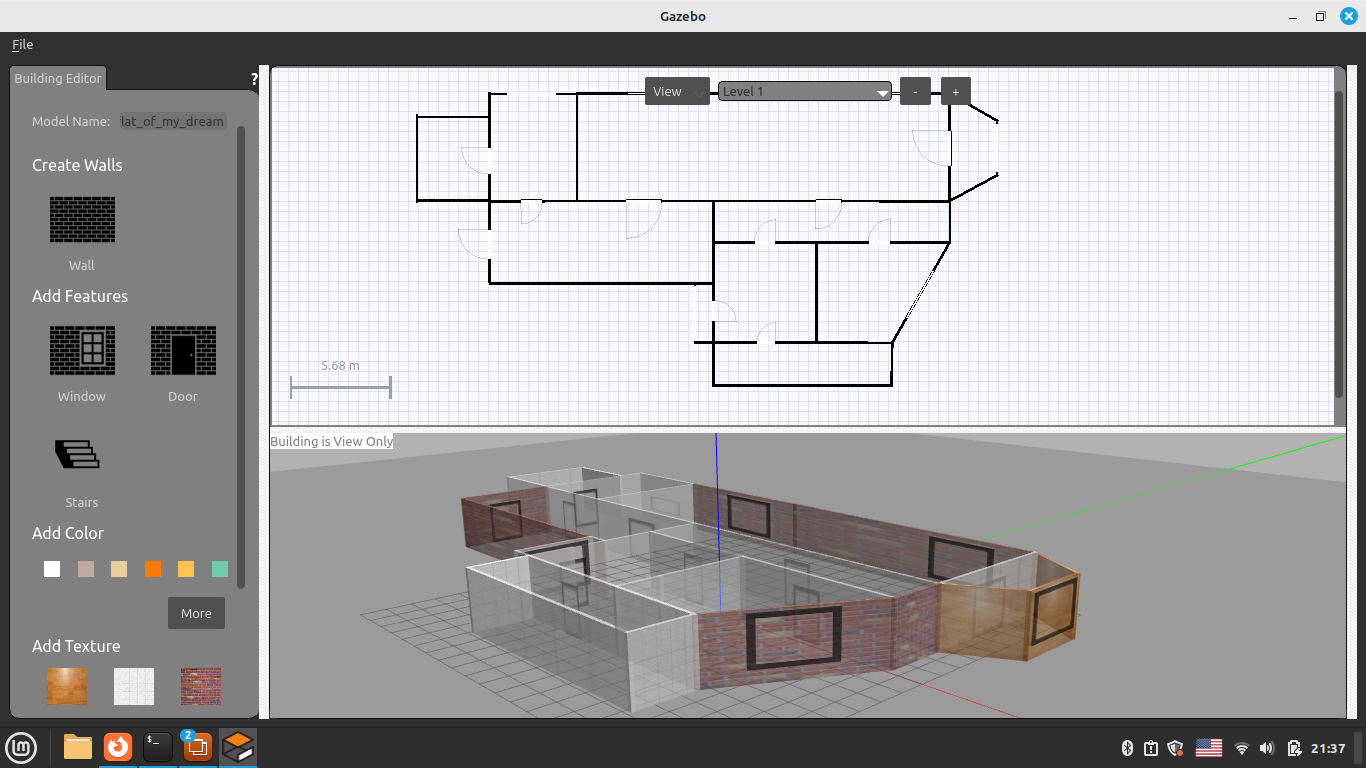 Gazebo
File
Building Editor
?
Model Name: lat_of_my_dream
Create Walls
Wall
Add Features
Window
Door
Stairs
Add Color
More
Add Texture
View
Level 1
-
+
5.68 m
Building is View Only
$_
2
21:37